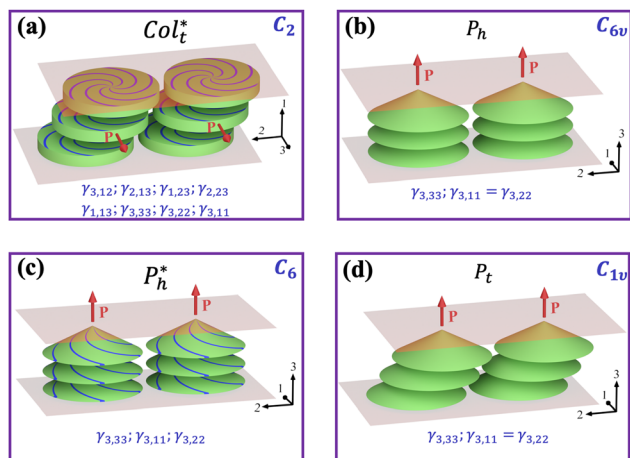 (a) Col*t C2
P P
1
2
3
γ3,12; γ2,13; γ1,23; γ2,23
γ1,13; γ3,33; γ3,22; γ3,11
(b) Ph C6v
P P
3
1
2
γ3,33; γ3,11 = γ3,22
(c) P*h C6
P P
3
1
2
γ3,33; γ3,11; γ3,22
(d) Pt C1v
P P
3
1
2
γ3,33; γ3,11 = γ3,22